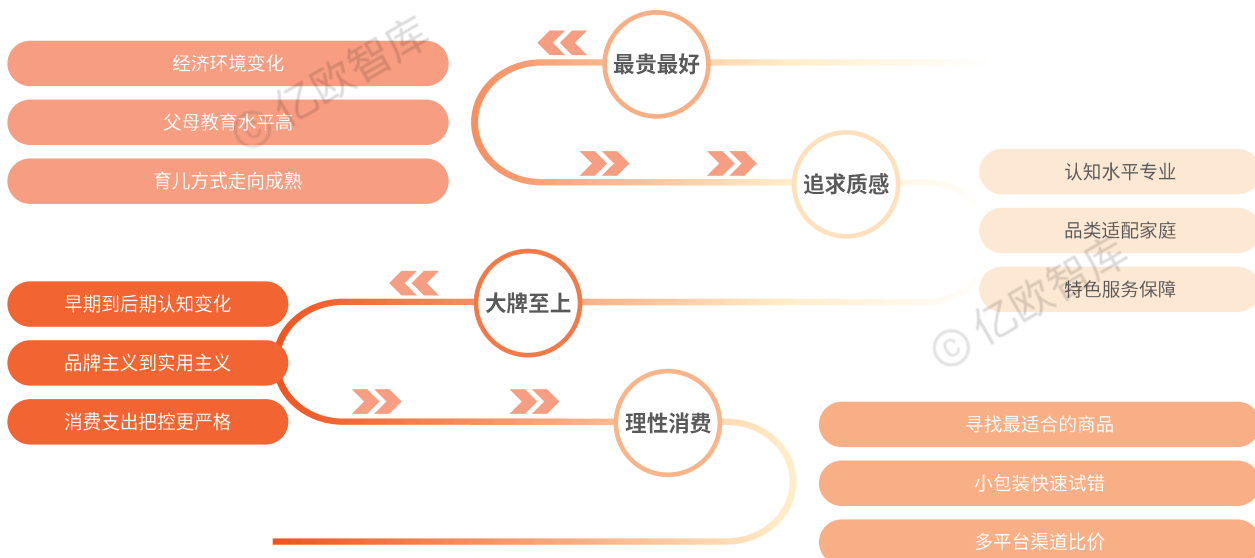 最贵最好
经济环境变化
父母教育水平高
育儿方式走向成熟
追求质感
认知水平专业
品类适配家庭
特色服务保障
大牌至上
早期到后期认知变化
品牌主义到实用主义
消费支出把控更严格
理性消费
寻找最适合的商品
小包装快速试错
多平台渠道比价
© 亿欧智库
© 亿欧智库